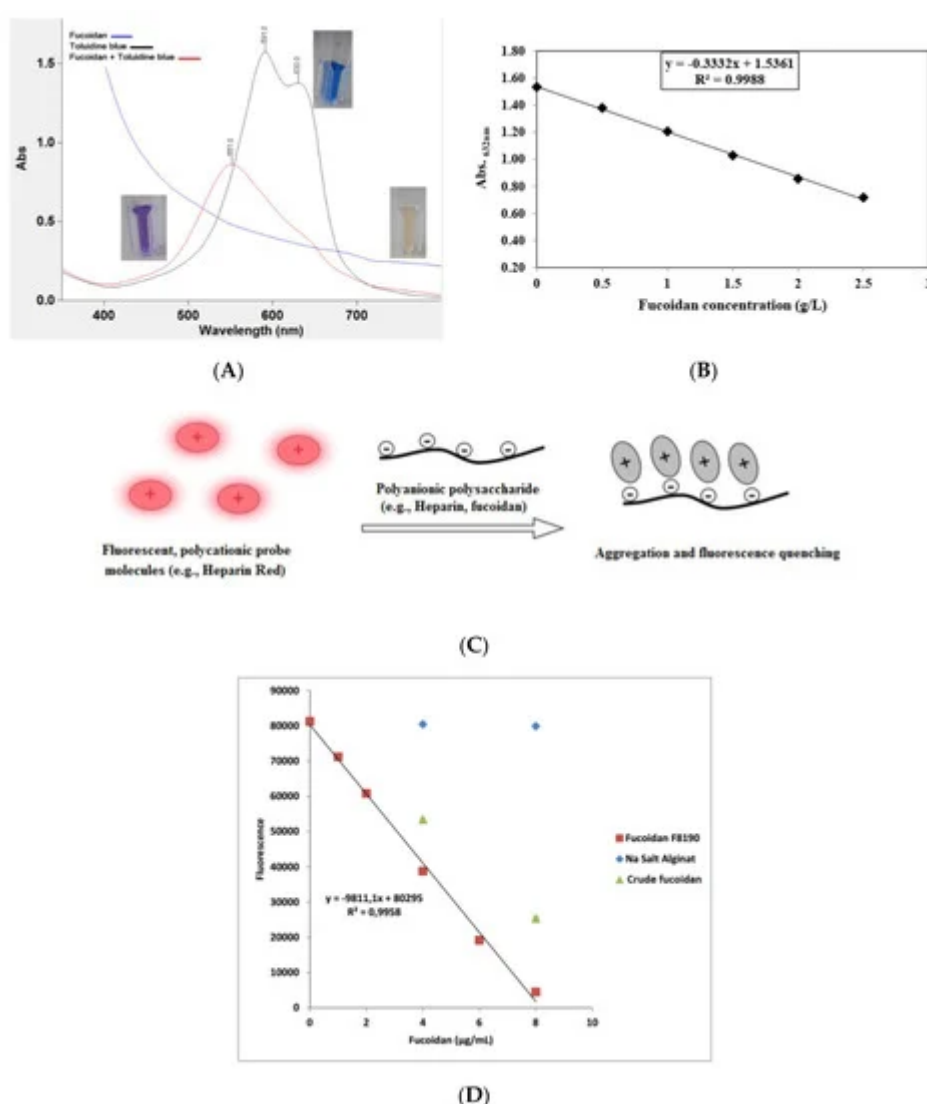 Fucoidan
Toluidine blue
Fucoidan + Toluidine blue
Abs
1.5
1.0
0.5
0.0
400
500
600
700
Wavelength (nm)
(A)
1.80
1.60
1.40
1.20
1.00
0.80
0.60
0.40
0.20
y = -0.3332x + 1.5361
R² = 0.9988
Abs. 632nm
0
0.5
1
1.5
2
2.5
Fucoidan concentration (g/L)
(B)
Fluorescent, polycationic probe
molecules (e.g., Heparin Red)
Polyanionic polysaccharide
(e.g., Heparin, fucoidan)
Aggregation and fluorescence quenching
(C)
90000
80000
70000
60000
50000
40000
30000
20000
10000
0
Fluorescence
y = -9811,1x + 80295
R² = 0,9958
Fucoidan F8190
Na Salt Alginat
Crude fucoidan
0
2
4
6
8
10
Fucoidan (µg/mL)
(D)